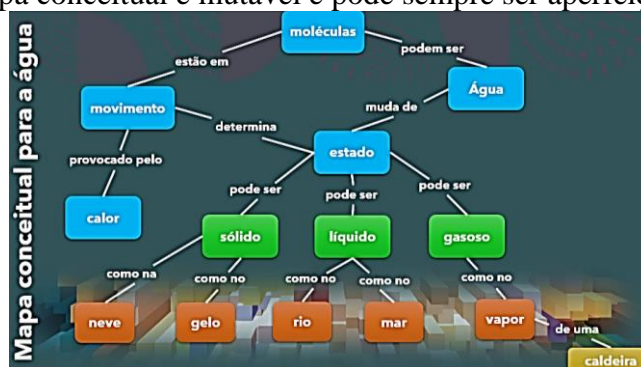 pa conceitual é mutável e pode sempre ser aperfeiç
Mapa conceitual para a água
moléculas
estão em
podem ser
Água
movimento
muda de
determina
estado
provocado pelo
calor
pode ser
pode ser
pode ser
sólido
líquido
gasoso
como na
como no
como no
como no
como no
neve
gelo
rio
mar
vapor
de uma
caldeira